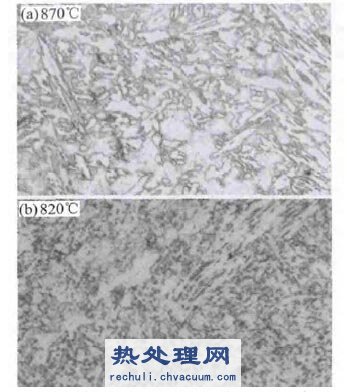 (a)870℃
(b)820℃
热处理网
rechuli.chvacuum.com